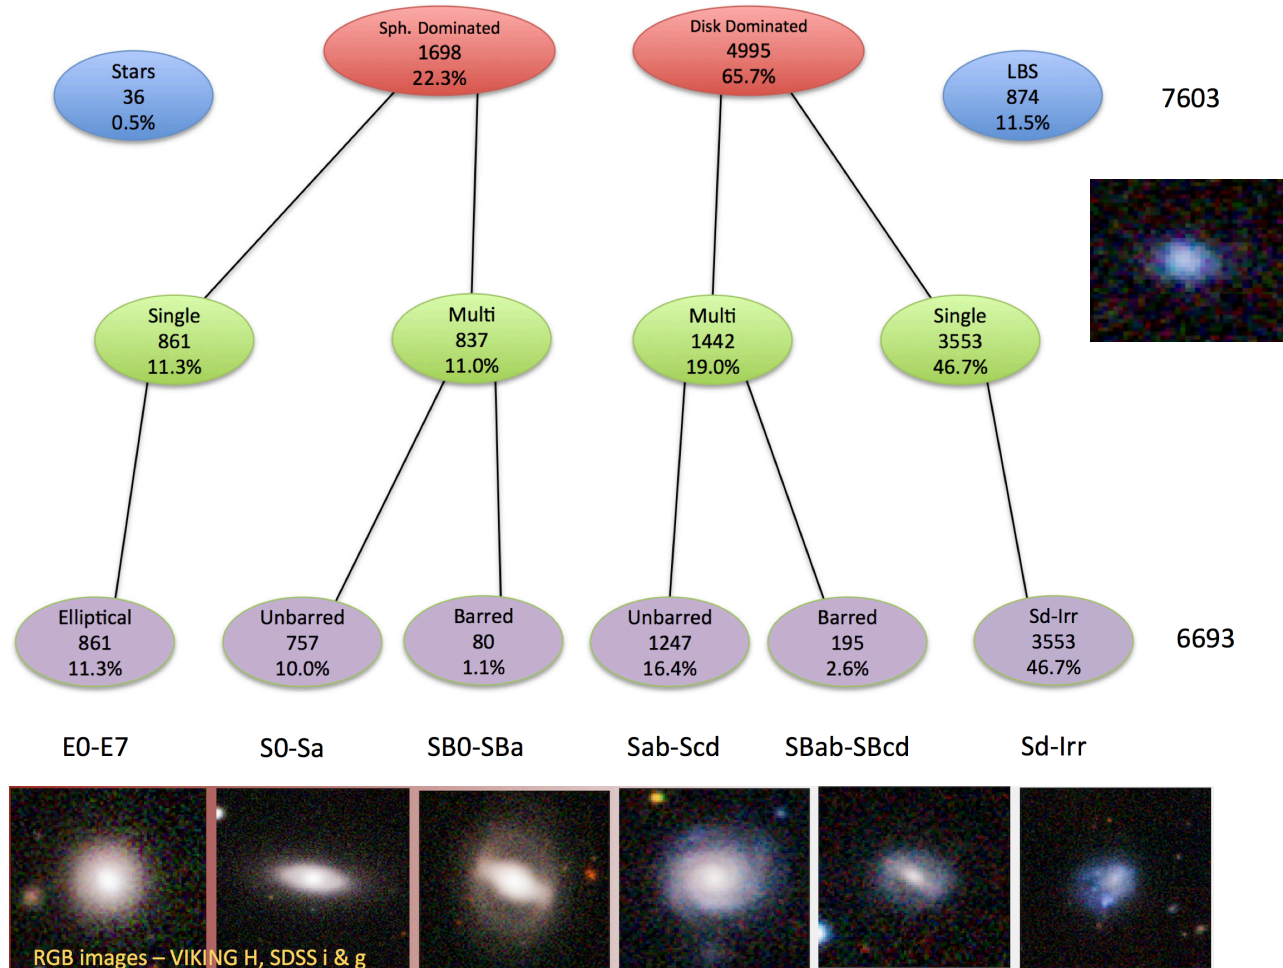 Sph. Dominated
1698
22.3%
Disk Dominated
4995
65.7%
Stars
36
0.5%
LBS
874
11.5%
7603
Single
861
11.3%
Multi
837
11.0%
Multi
1442
19.0%
Single
3553
46.7%
Elliptical
861
11.3%
Unbarred
757
10.0%
Barred
80
1.1%
Unbarred
1247
16.4%
Barred
195
2.6%
Sd-Irr
3553
46.7%
6693
E0-E7
S0-Sa
SB0-SBa
Sab-Scd
SBab-SBcd
Sd-Irr
RGB images – VIKING H, SDSS i & g